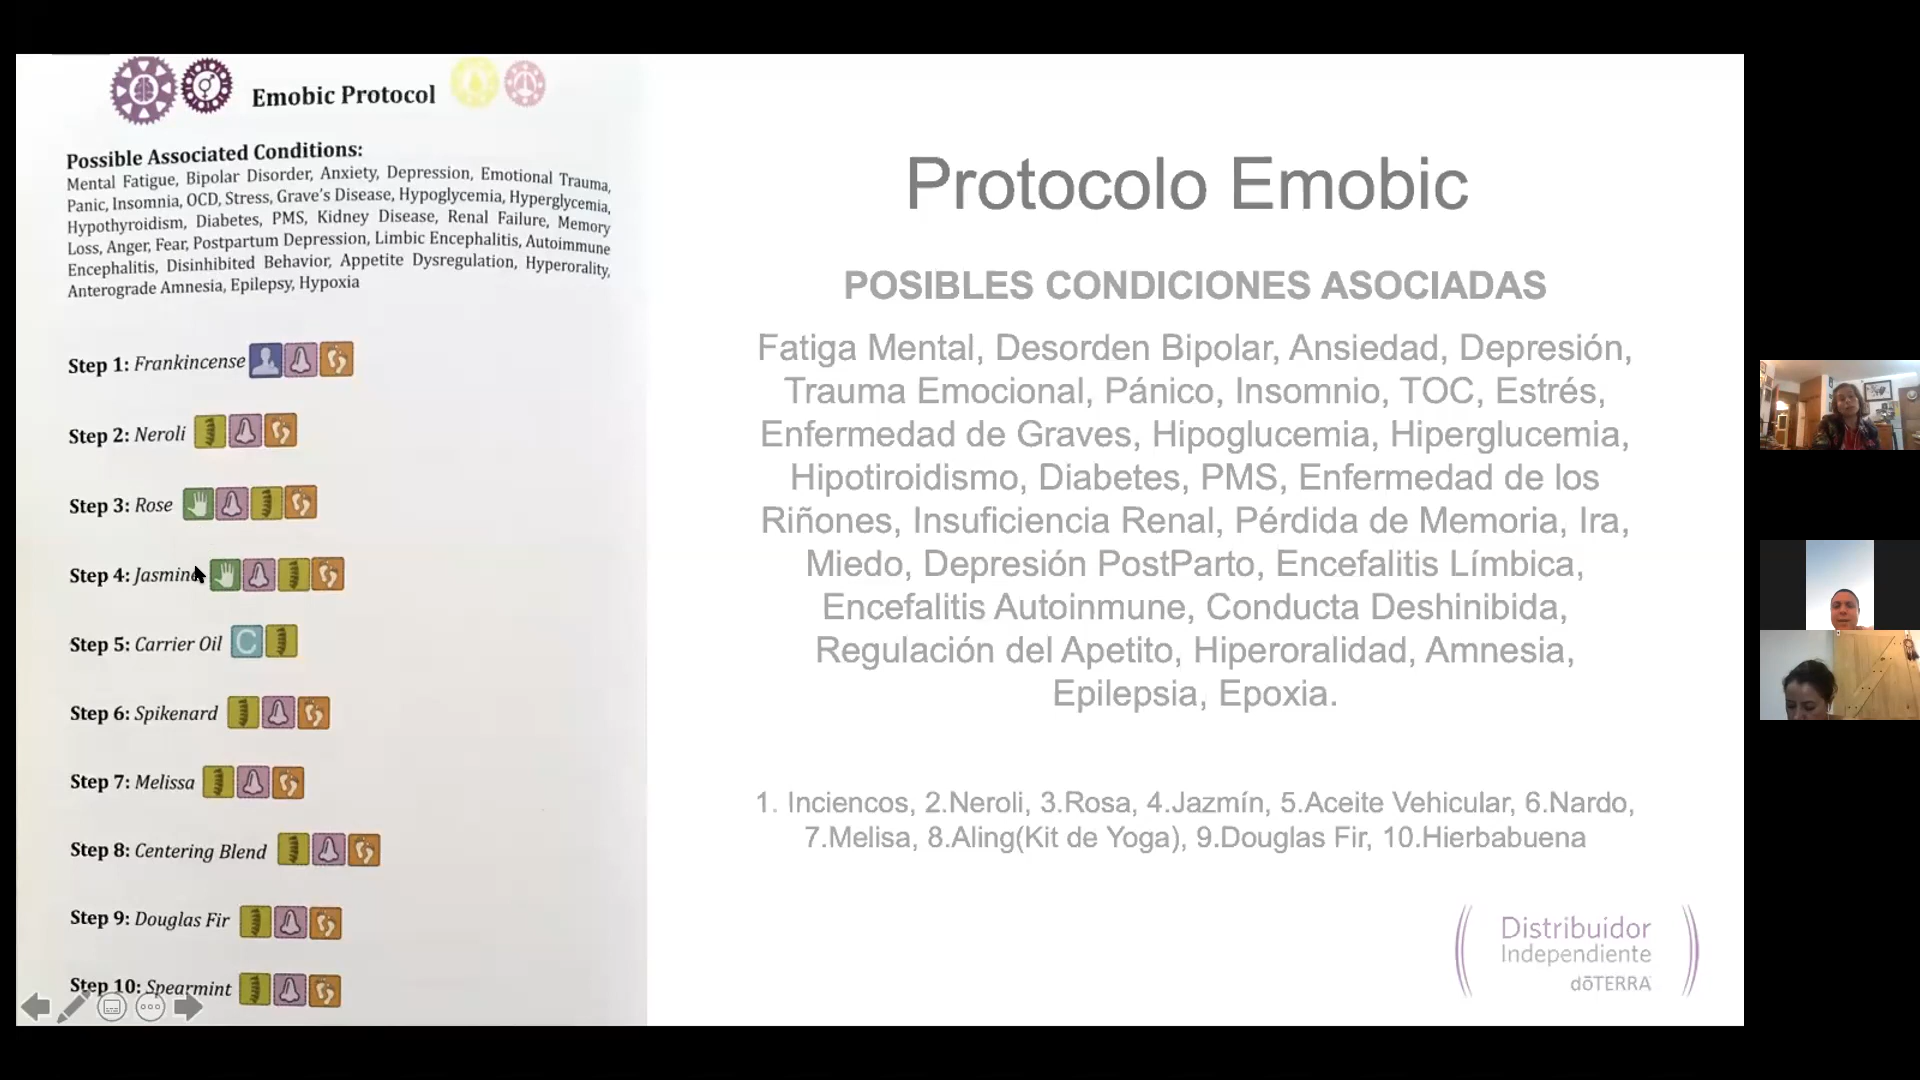 Emobic Protocol
Possible Associated Conditions:
Mental Fatigue, Bipolar Disorder, Anxiety, Depression, Emotional Trauma,
Panic, Insomnia, OCD, Stress, Grave's Disease, Hypoglycemia, Hyperglycemia,
Hypothyroidism, Diabetes, PMS, Kidney Disease, Renal Failure, Memory
Loss, Anger, Fear, Postpartum Depression, Limbic Encephalitis, Autoimmune
Encephalitis, Disinhibited Behavior, Appetite Dysregulation, Hyperorality,
Anterograde Amnesia, Epilepsy, Hypoxia
Step 1: Frankincense
Step 2: Neroli
Step 3: Rose
Step 4: Jasmine
Step 5: Carrier Oil C
Step 6: Spikenard
Step 7: Melissa
Step 8: Centering Blend
Step 9: Douglas Fir
Step 10: Spearmint
Protocolo Emobic
POSIBLES CONDICIONES ASOCIADAS
Fatiga Mental, Desorden Bipolar, Ansiedad, Depresión,
Trauma Emocional, Pánico, Insomnio, TOC, Estrés,
Enfermedad de Graves, Hipoglucemia, Hiperglucemia,
Hipotiroidismo, Diabetes, PMS, Enfermedad de los
Riñones, Insuficiencia Renal, Pérdida de Memoria, Ira,
Miedo, Depresión PostParto, Encefalitis Límbica,
Encefalitis Autoinmune, Conducta Deshinibida,
Regulación del Apetito, Hiperoralidad, Amnesia,
Epilepsia, Epoxia.
1. Inciencos, 2.Neroli, 3.Rosa, 4.Jazmín, 5.Aceite Vehicular, 6.Nardo,
7.Melisa, 8.Aling(Kit de Yoga), 9.Douglas Fir, 10.Hierbabuena
Distribuidor
Independiente
dōTERRA